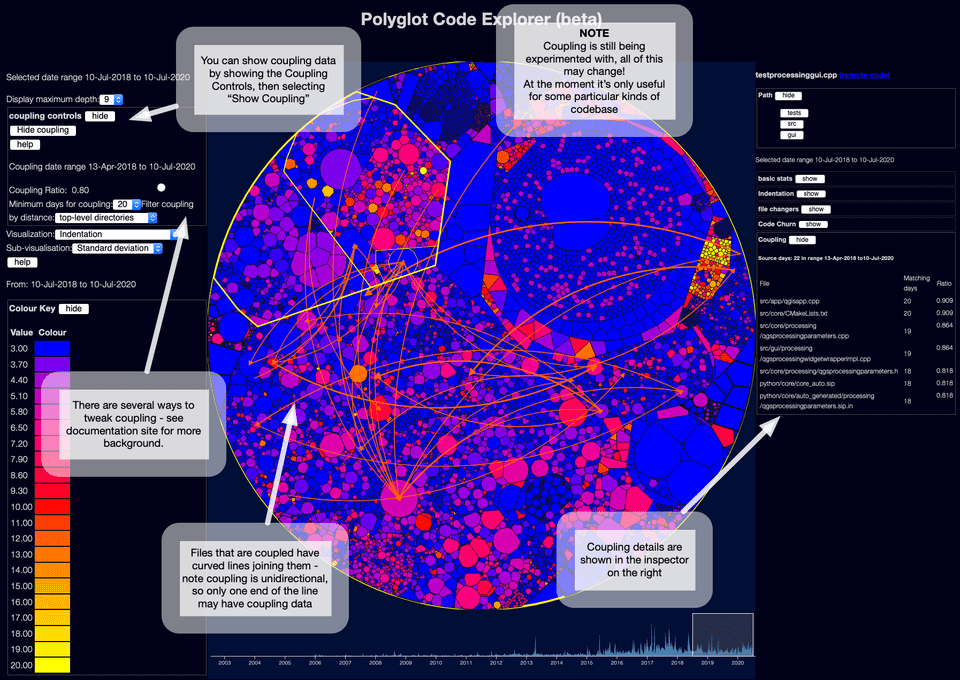 Polyglot Code Explorer (beta)
You can show coupling data
by showing the Coupling
Controls, then selecting
“Show Coupling”
NOTE
Coupling is still being
experimented with, all of this
may change!
At the moment it's only useful
for some particular kinds of
codebase
Selected date range 10-Jul-2018 to 10-Jul-2020
Display maximum depth: 9
coupling controls hide
Hide coupling
help
Coupling date range 13-Apr-2018 to 10-Jul-2020
Coupling Ratio: 0.80
Minimum days for coupling: 20 Filter coupling
by distance: top-level directories
Visualization: Indentation
Sub-visualisation: Standard deviation
help
From: 10-Jul-2018 to 10-Jul-2020
Colour Key hide
Value Colour
3.00
3.70
4.40
5.10
5.80
6.50
7.20
7.90
8.60
9.30
10.00
11.00
12.00
13.00
14.00
15.00
16.00
17.00
18.00
19.00
20.00
There are several ways to
tweak coupling - see
documentation site for more
background.
Files that are coupled have
curved lines joining them -
note coupling is unidirectional,
so only one end of the line
may have coupling data
Coupling details are
shown in the inspector
on the right
2003 2004 2005 2006 2007 2008 2009 2010 2011 2012 2013 2014 2015 2016 2017 2018 2019 2020
testprocessinggui.cpp (remote code)
Path hide
tests
src
gui
Selected date range 10-Jul-2018 to 10-Jul-2020
basic stats show
Indentation show
file changers show
Code Churn show
Coupling hide
Source days: 22 in range 13-Apr-2018 to10-Jul-2020
File Matching days Ratio
src/app/qgisapp.cpp 20 0.909
src/core/CMakeLists.txt 20 0.909
src/core/processing
/qgsprocessingparameters.cpp 19 0.864
src/gui/processing
/qgsprocessingwidgetwrapperimpl.cpp 19 0.864
src/core/processing/qgsprocessingparameters.h 18 0.818
python/core/core_auto.sip 18 0.818
python/core/auto_generated/processing
/qgsprocessingparameters.sip.in 18 0.818